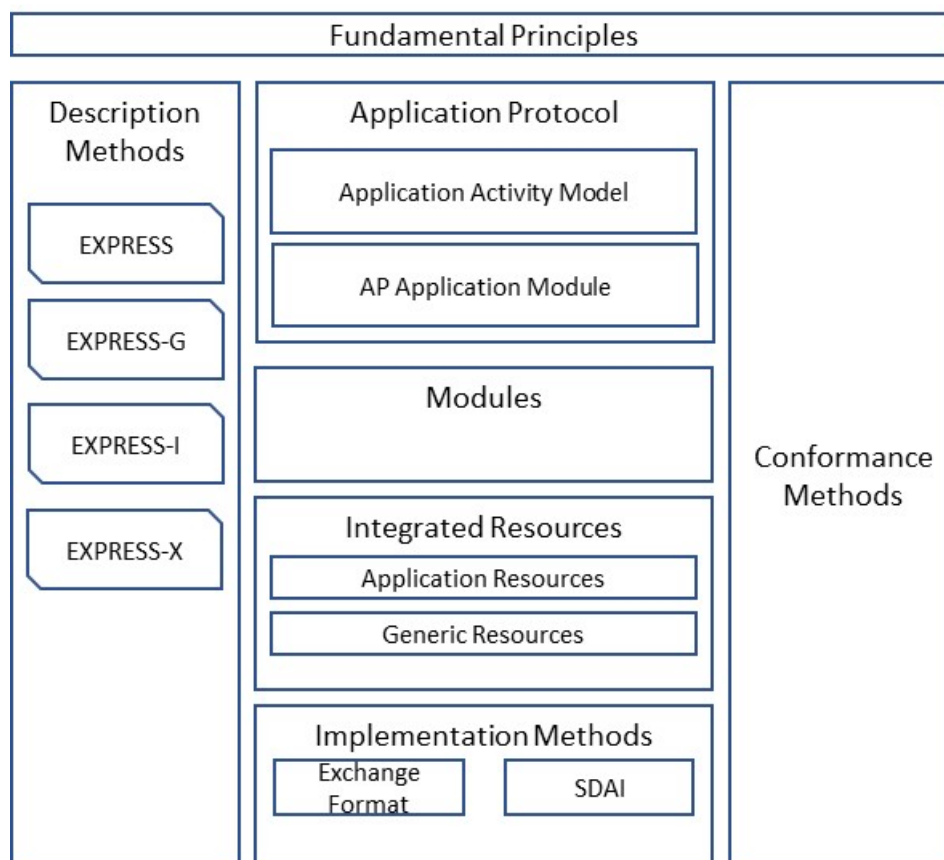 Fundamental Principles
Description
Methods
EXPRESS
EXPRESS-G
EXPRESS-I
EXPRESS-X
Application Protocol
Application Activity Model
AP Application Module
Modules
Integrated Resources
Application Resources
Generic Resources
Implementation Methods
Exchange
Format
SDAI
Conformance
Methods